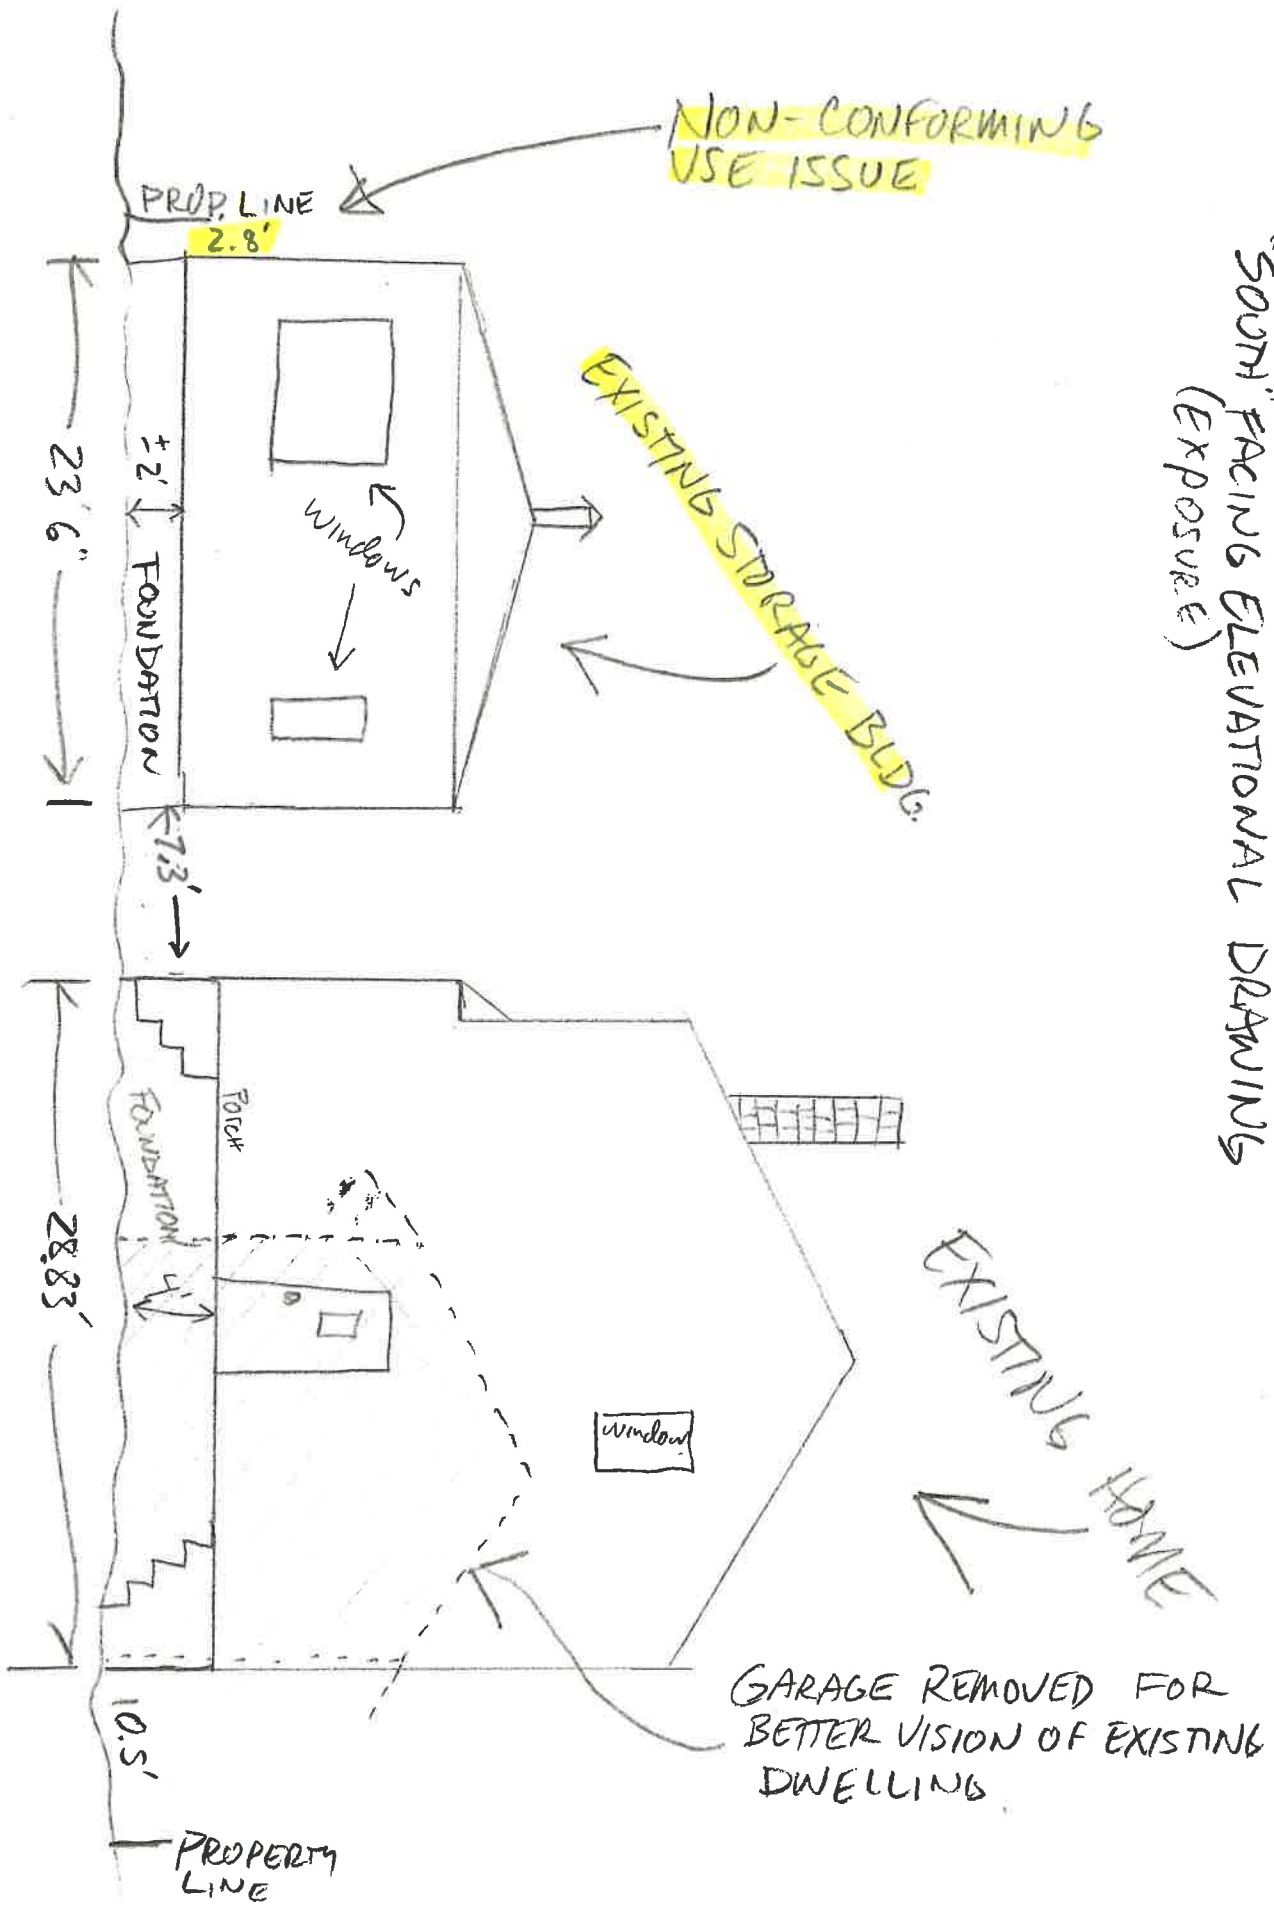 "SOUTH" FACING ELEVATIONAL DRAWING
(EXPOSURE)
NON-CONFORMING
USE ISSUE
PROP. LINE
2.8'
EXISTING STORAGE BLDG.
WINDOWS
±2'
FOUNDATION
23' 6"
7.3'
EXISTING HOME
PORCH
FOUNDATION
4'
Window
28.83'
GARAGE REMOVED FOR
BETTER VISION OF EXISTING
DWELLING
10.5'
PROPERTY
LINE